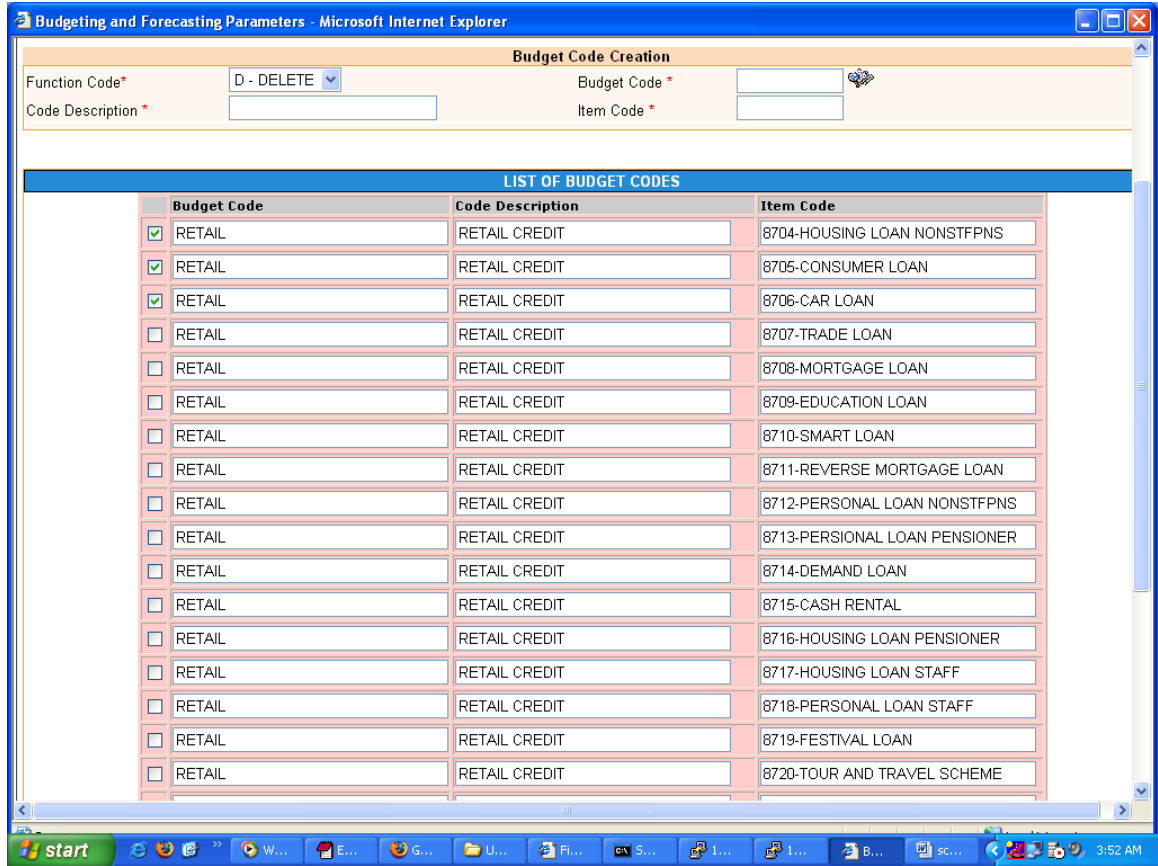 Budgeting and Forecasting Parameters - Microsoft Internet Explorer
Budget Code Creation
Function Code* D - DELETE Budget Code *
Code Description * Item Code *
LIST OF BUDGET CODES
Budget Code Code Description Item Code
RETAIL RETAIL CREDIT 8704-HOUSING LOAN NONSTFPNS
RETAIL RETAIL CREDIT 8705-CONSUMER LOAN
RETAIL RETAIL CREDIT 8706-CAR LOAN
RETAIL RETAIL CREDIT 8707-TRADE LOAN
RETAIL RETAIL CREDIT 8708-MORTGAGE LOAN
RETAIL RETAIL CREDIT 8709-EDUCATION LOAN
RETAIL RETAIL CREDIT 8710-SMART LOAN
RETAIL RETAIL CREDIT 8711-REVERSE MORTGAGE LOAN
RETAIL RETAIL CREDIT 8712-PERSONAL LOAN NONSTFPNS
RETAIL RETAIL CREDIT 8713-PERSIONAL LOAN PENSIONER
RETAIL RETAIL CREDIT 8714-DEMAND LOAN
RETAIL RETAIL CREDIT 8715-CASH RENTAL
RETAIL RETAIL CREDIT 8716-HOUSING LOAN PENSIONER
RETAIL RETAIL CREDIT 8717-HOUSING LOAN STAFF
RETAIL RETAIL CREDIT 8718-PERSONAL LOAN STAFF
RETAIL RETAIL CREDIT 8719-FESTIVAL LOAN
RETAIL RETAIL CREDIT 8720-TOUR AND TRAVEL SCHEME
start W... E... G... U... Fi... S... 1... 1... B... sc... 3:52 AM